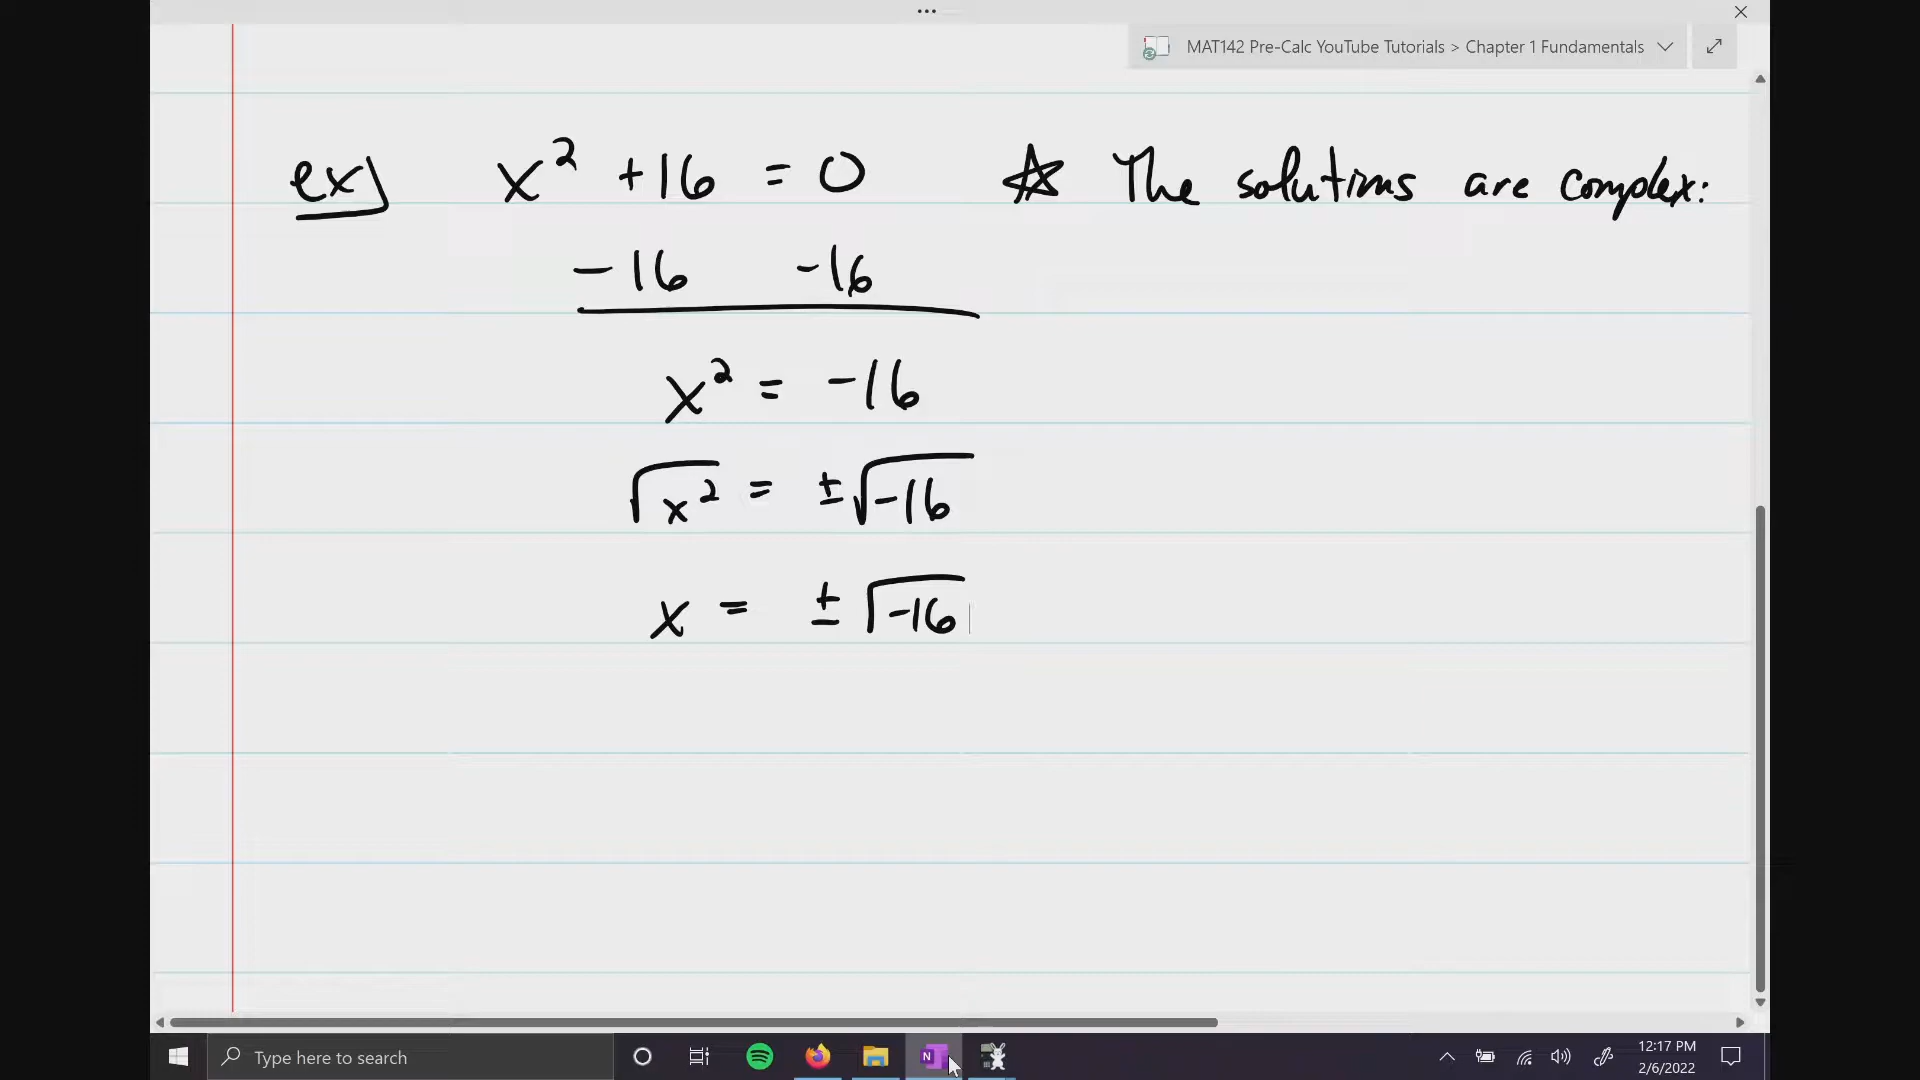 MAT142 Pre-Calc YouTube Tutorials > Chapter 1 Fundamentals
ex) x² + 16 = 0 ☆ The solutions are complex:
-16 -16
x² = -16
√x² = ±√-16
x = ±√-16
Type here to search
12:17 PM
2/6/2022